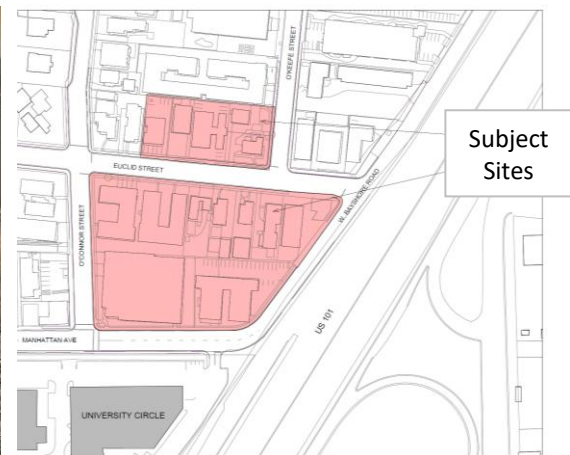 O'KEEFE STREET
Subject
Sites
EUCLID STREET
W. BAYSHORE ROAD
O'CONNOR STREET
US 101
MANHATTAN AVE
UNIVERSITY CIRCLE